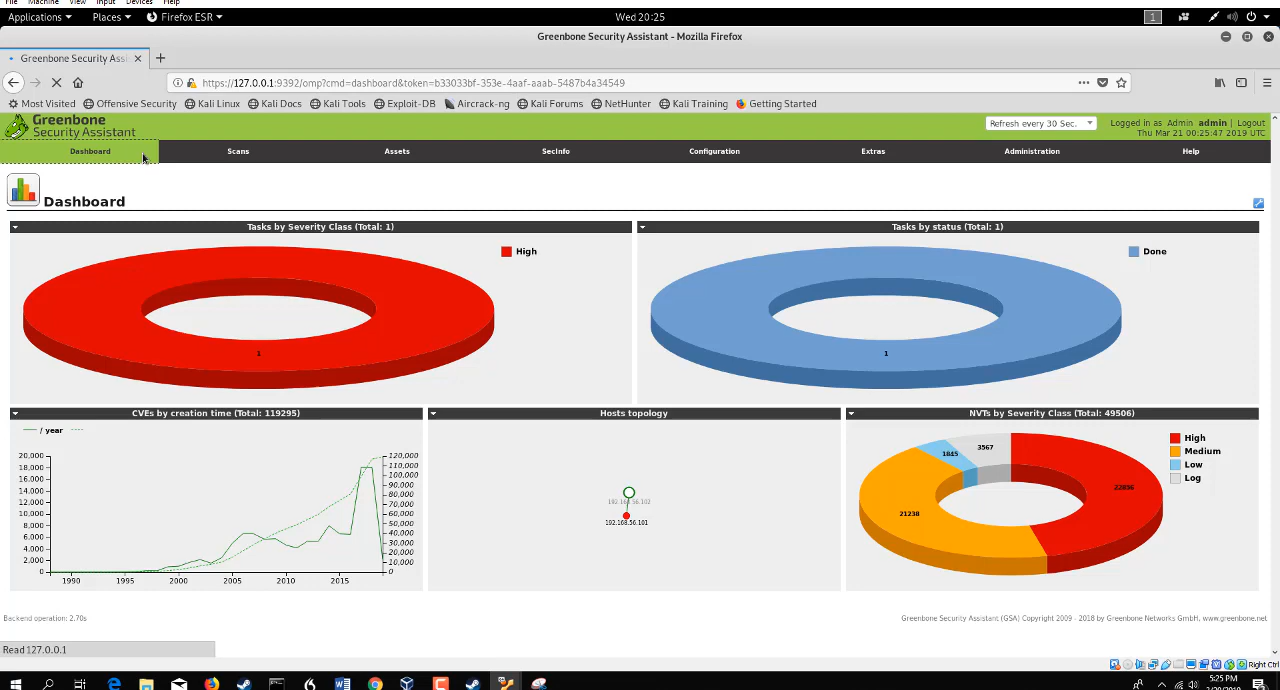 File Machine View Input Devices Help
Applications Places Firefox ESR Wed 20:25 1
Greenbone Security Assistant - Mozilla Firefox
Greenbone Security Assi
https://127.0.0.1:9392/omp?cmd=dashboard&token=b33033bf-353e-4aaf-aaab-5487b4a34549
Most Visited Offensive Security Kali Linux Kali Docs Kali Tools Exploit-DB Aircrack-ng Kali Forums NetHunter Kali Training Getting Started
Greenbone
Security Assistant
Refresh every 30 Sec.
Logged in as Admin admin | Logout
Thu Mar 21 00:25:47 2019 UTC
Dashboard Scans Assets SecInfo Configuration Extras Administration Help
Dashboard
Tasks by Severity Class (Total: 1)
High
1
Tasks by status (Total: 1)
Done
1
CVEs by creation time (Total: 119295)
/ year
20,000
18,000
16,000
14,000
12,000
10,000
8,000
6,000
4,000
2,000
0
120,000
110,000
100,000
90,000
80,000
70,000
60,000
50,000
40,000
30,000
20,000
10,000
0
1990 1995 2000 2005 2010 2015
Hosts topology
192.168.56.102
192.168.56.101
NVTs by Severity Class (Total: 49506)
High
Medium
Low
Log
3567
1845
21238
Backend operation: 2.70s
Greenbone Security Assistant (GSA) Copyright 2009 - 2018 by Greenbone Networks GmbH, www.greenbone.net
Read 127.0.0.1
Right Ctrl
5:25 PM